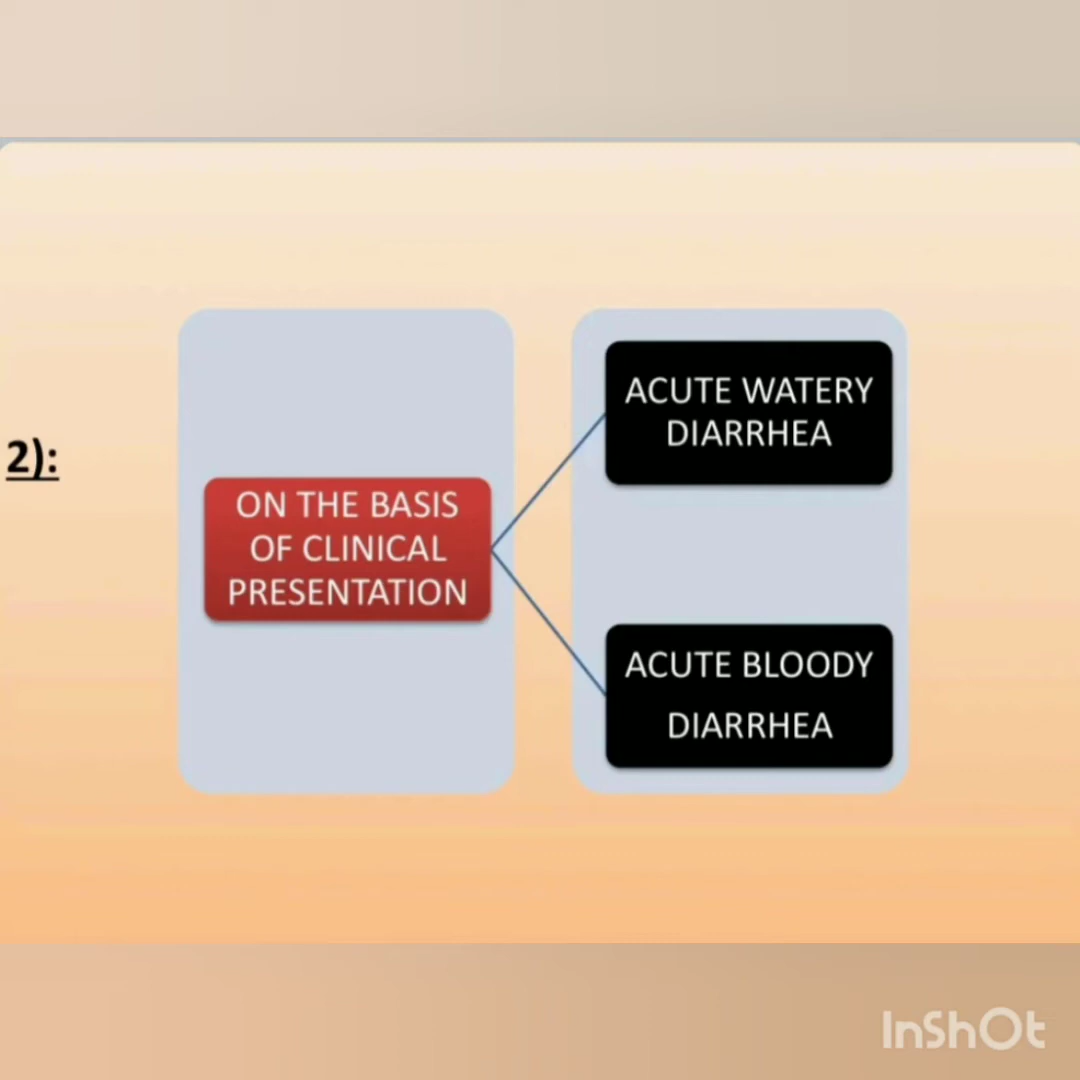 2):
ON THE BASIS
OF CLINICAL
PRESENTATION
ACUTE WATERY
DIARRHEA
ACUTE BLOODY
DIARRHEA
InShOt